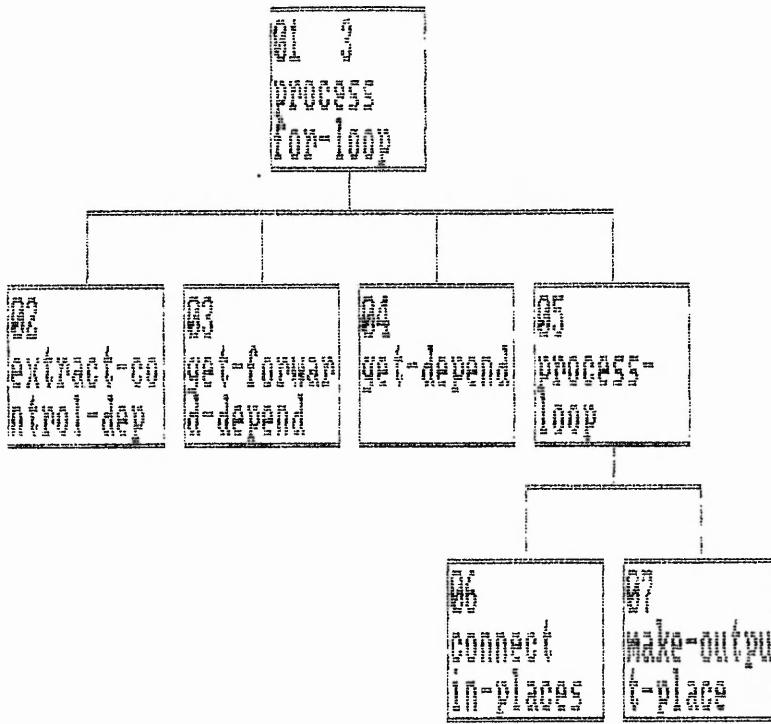 01 3
process
for-loop
02
extract-co
ntrol-dep
03
get-forwar
d-depend
04
get-depend
05
process-
loop
06
connect
in-places
07
make-outpu
t-place